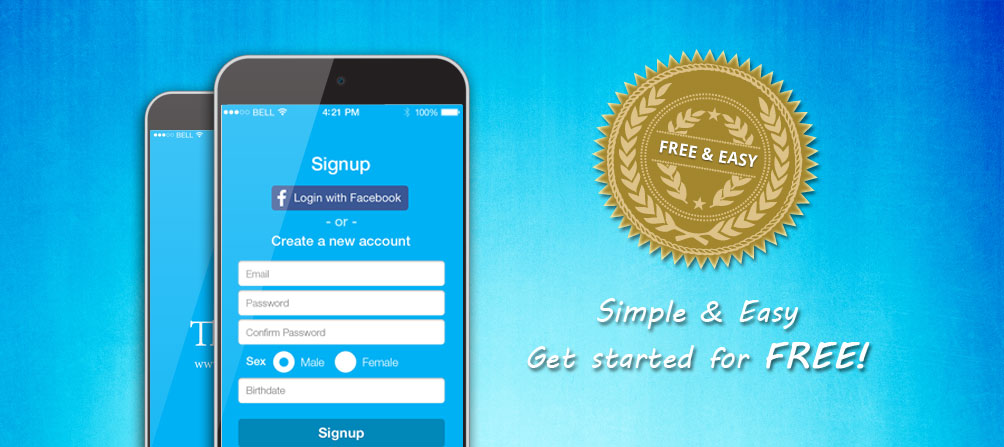 BELL
BELL 4:21 PM 100%
Signup
f Login with Facebook
- or -
Create a new account
Email
Password
Confirm Password
Sex Male Female
Birthdate
Signup
FREE & EASY
Simple & Easy
Get started for FREE!